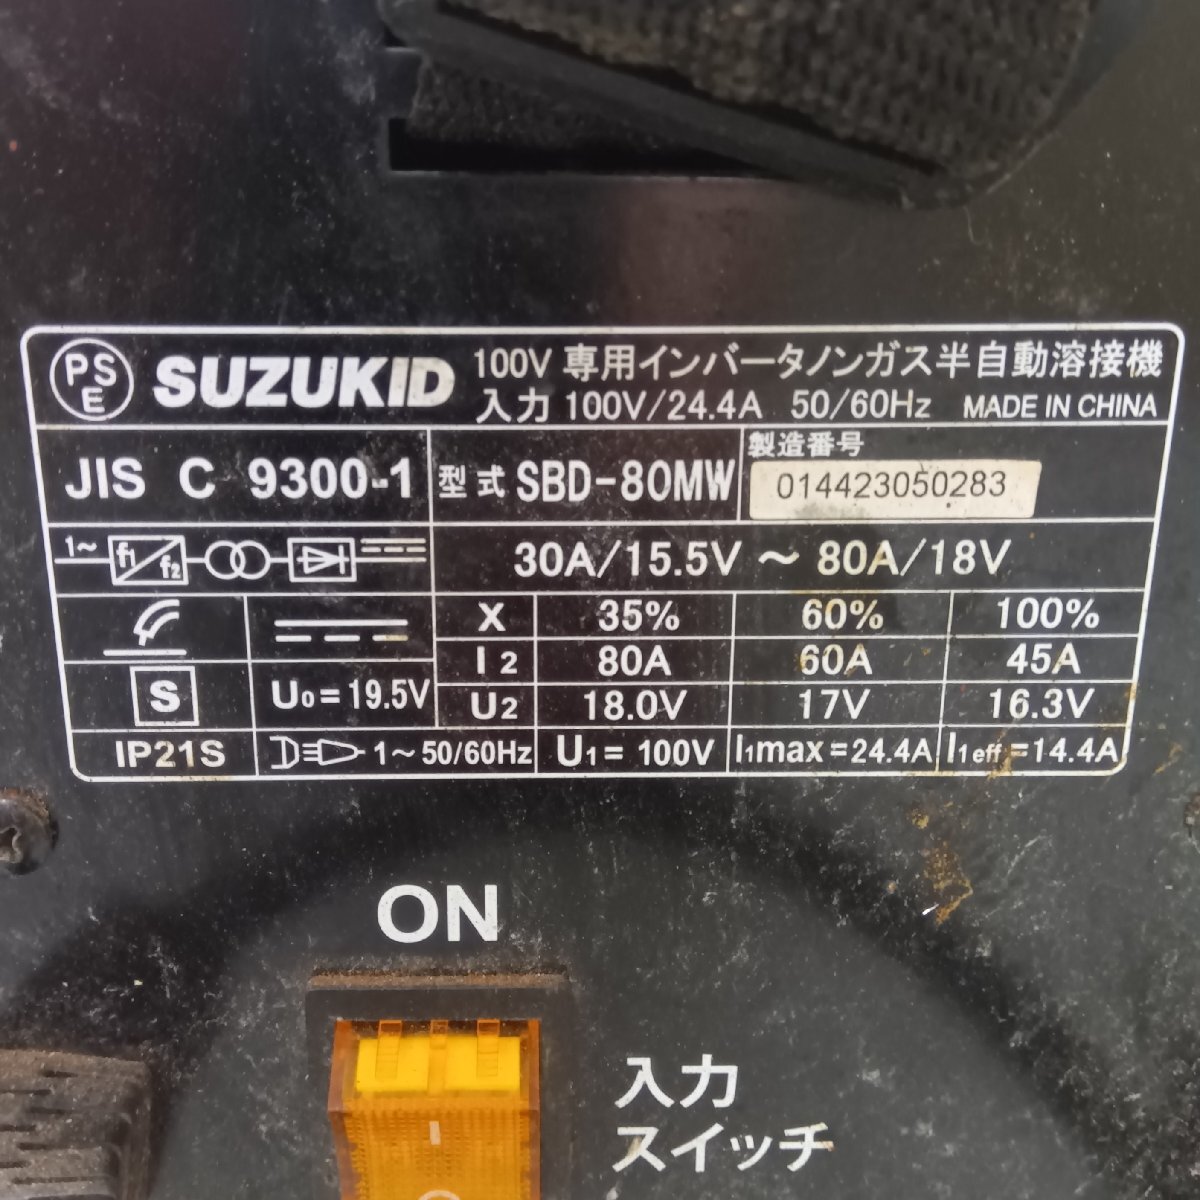 PSE SUZUKID 100V 専用インバータノンガス半自動溶接機
入力 100V/24.4A 50/60Hz MADE IN CHINA
JIS C 9300-1 型式 SBD-80MW 製造番号
014423050283
1~ f1 f2 30A/15.5V ~ 80A/18V
X 35% 60% 100%
I2 80A 60A 45A
S U0=19.5V U2 18.0V 17V 16.3V
IP21S 1~50/60Hz U1=100V I1max=24.4A I1eff=14.4A
ON
入力
スイッチ